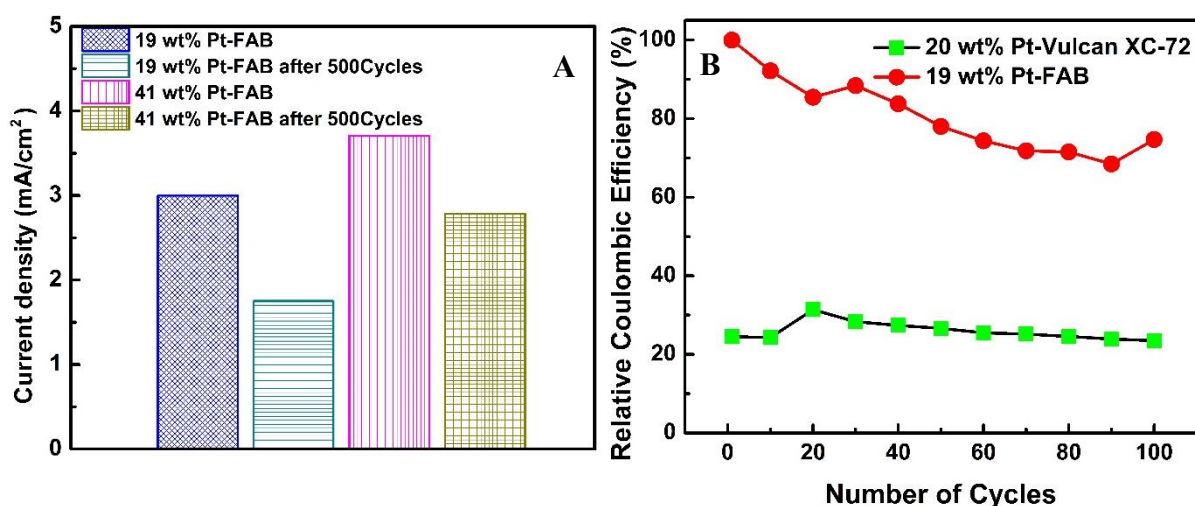 A
19 wt% Pt-FAB
19 wt% Pt-FAB after 500Cycles
41 wt% Pt-FAB
41 wt% Pt-FAB after 500Cycles
Current density (mA/cm²)
5
4
3
2
1
0
B
20 wt% Pt-Vulcan XC-72
19 wt% Pt-FAB
Relative Coulombic Efficiency (%)
100
80
60
40
20
0
0 20 40 60 80 100
Number of Cycles